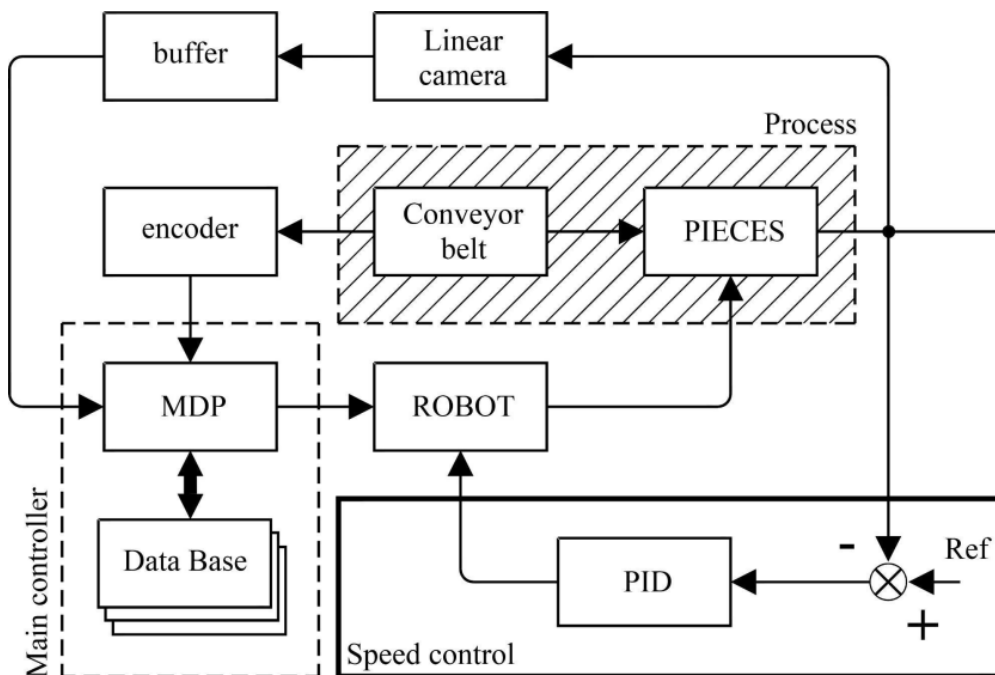 buffer
Linear
camera
Process
encoder
Conveyor
belt
PIECES
MDP
ROBOT
Main controller
Data Base
PID
-
Ref
+
Speed control